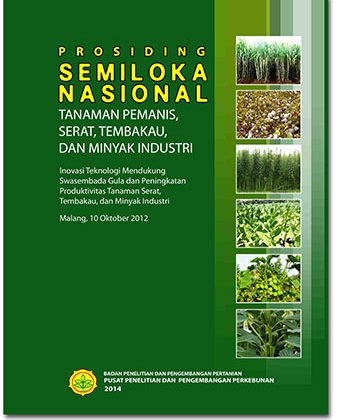 PROSIDING
SEMILOKA
NASIONAL
TANAMAN PEMANIS,
SERAT, TEMBAKAU,
DAN MINYAK INDUSTRI
Inovasi Teknologi Mendukung
Swasembada Gula dan Peningkatan
Produktivitas Tanaman Serat,
Tembakau, dan Minyak Industri
Malang, 10 Oktober 2012
BADAN PENELITIAN DAN PENGEMBANGAN PERTANIAN
PUSAT PENELITIAN DAN PENGEMBANGAN PERKEBUNAN
2014